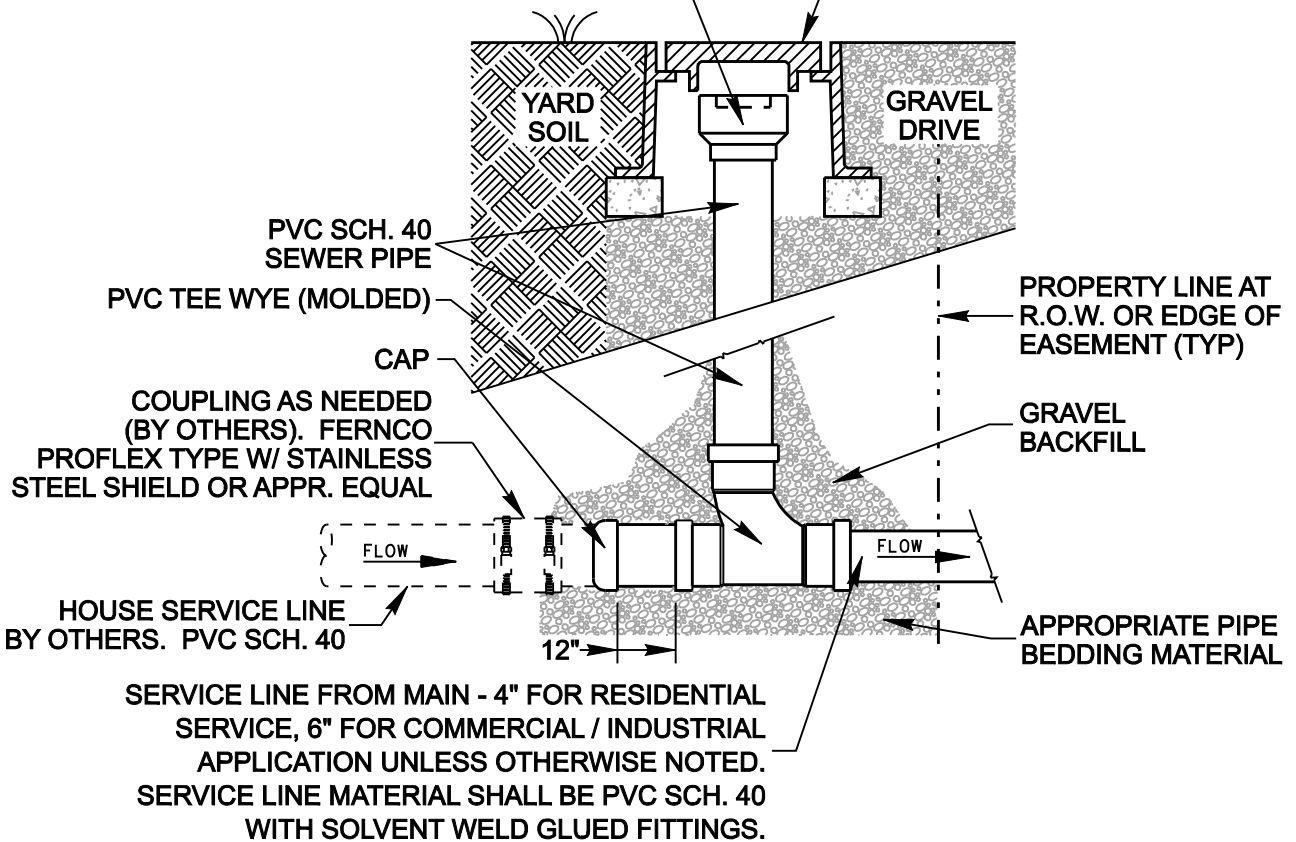 YARD
SOIL
GRAVEL
DRIVE
PVC SCH. 40
SEWER PIPE
PVC TEE WYE (MOLDED)
CAP
COUPLING AS NEEDED
(BY OTHERS). FERNCO
PROFLEX TYPE W/ STAINLESS
STEEL SHIELD OR APPR. EQUAL
PROPERTY LINE AT
R.O.W. OR EDGE OF
EASEMENT (TYP)
GRAVEL
BACKFILL
FLOW
FLOW
HOUSE SERVICE LINE
BY OTHERS. PVC SCH. 40
12"
APPROPRIATE PIPE
BEDDING MATERIAL
SERVICE LINE FROM MAIN - 4" FOR RESIDENTIAL
SERVICE, 6" FOR COMMERCIAL / INDUSTRIAL
APPLICATION UNLESS OTHERWISE NOTED.
SERVICE LINE MATERIAL SHALL BE PVC SCH. 40
WITH SOLVENT WELD GLUED FITTINGS.